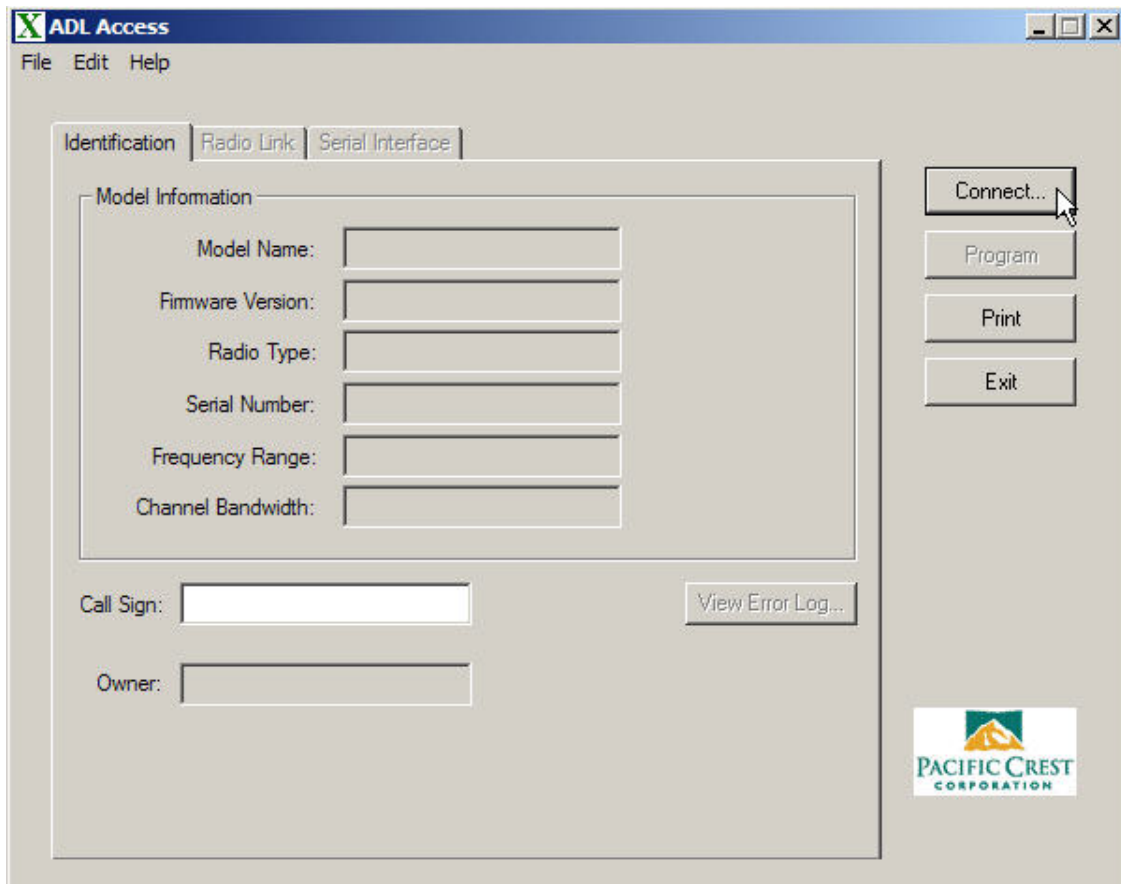 X ADL Access
File Edit Help
Identification Radio Link Serial Interface
Model Information
Model Name:
Firmware Version:
Radio Type:
Serial Number:
Frequency Range:
Channel Bandwidth:
Call Sign:
View Error Log...
Owner:
Connect...
Program
Print
Exit
PACIFIC CREST
CORPORATION